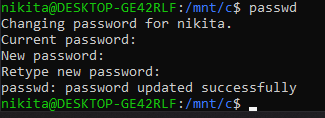 nikita@DESKTOP-GE42RLF:/mnt/c$ passwd
Changing password for nikita.
Current password:
New password:
Retype new password:
passwd: password updated successfully
nikita@DESKTOP-GE42RLF:/mnt/c$